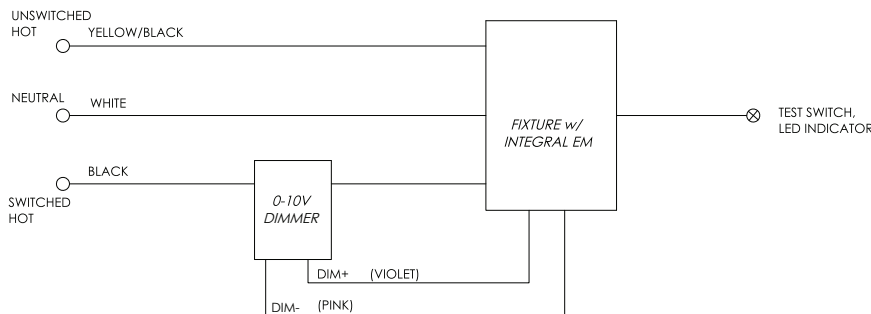 UNSWITCHED
HOT
YELLOW/BLACK
NEUTRAL
WHITE
FIXTURE w/
INTEGRAL EM
TEST SWITCH,
LED INDICATOR
BLACK
SWITCHED
HOT
0-10V
DIMMER
DIM+ (VIOLET)
DIM- (PINK)